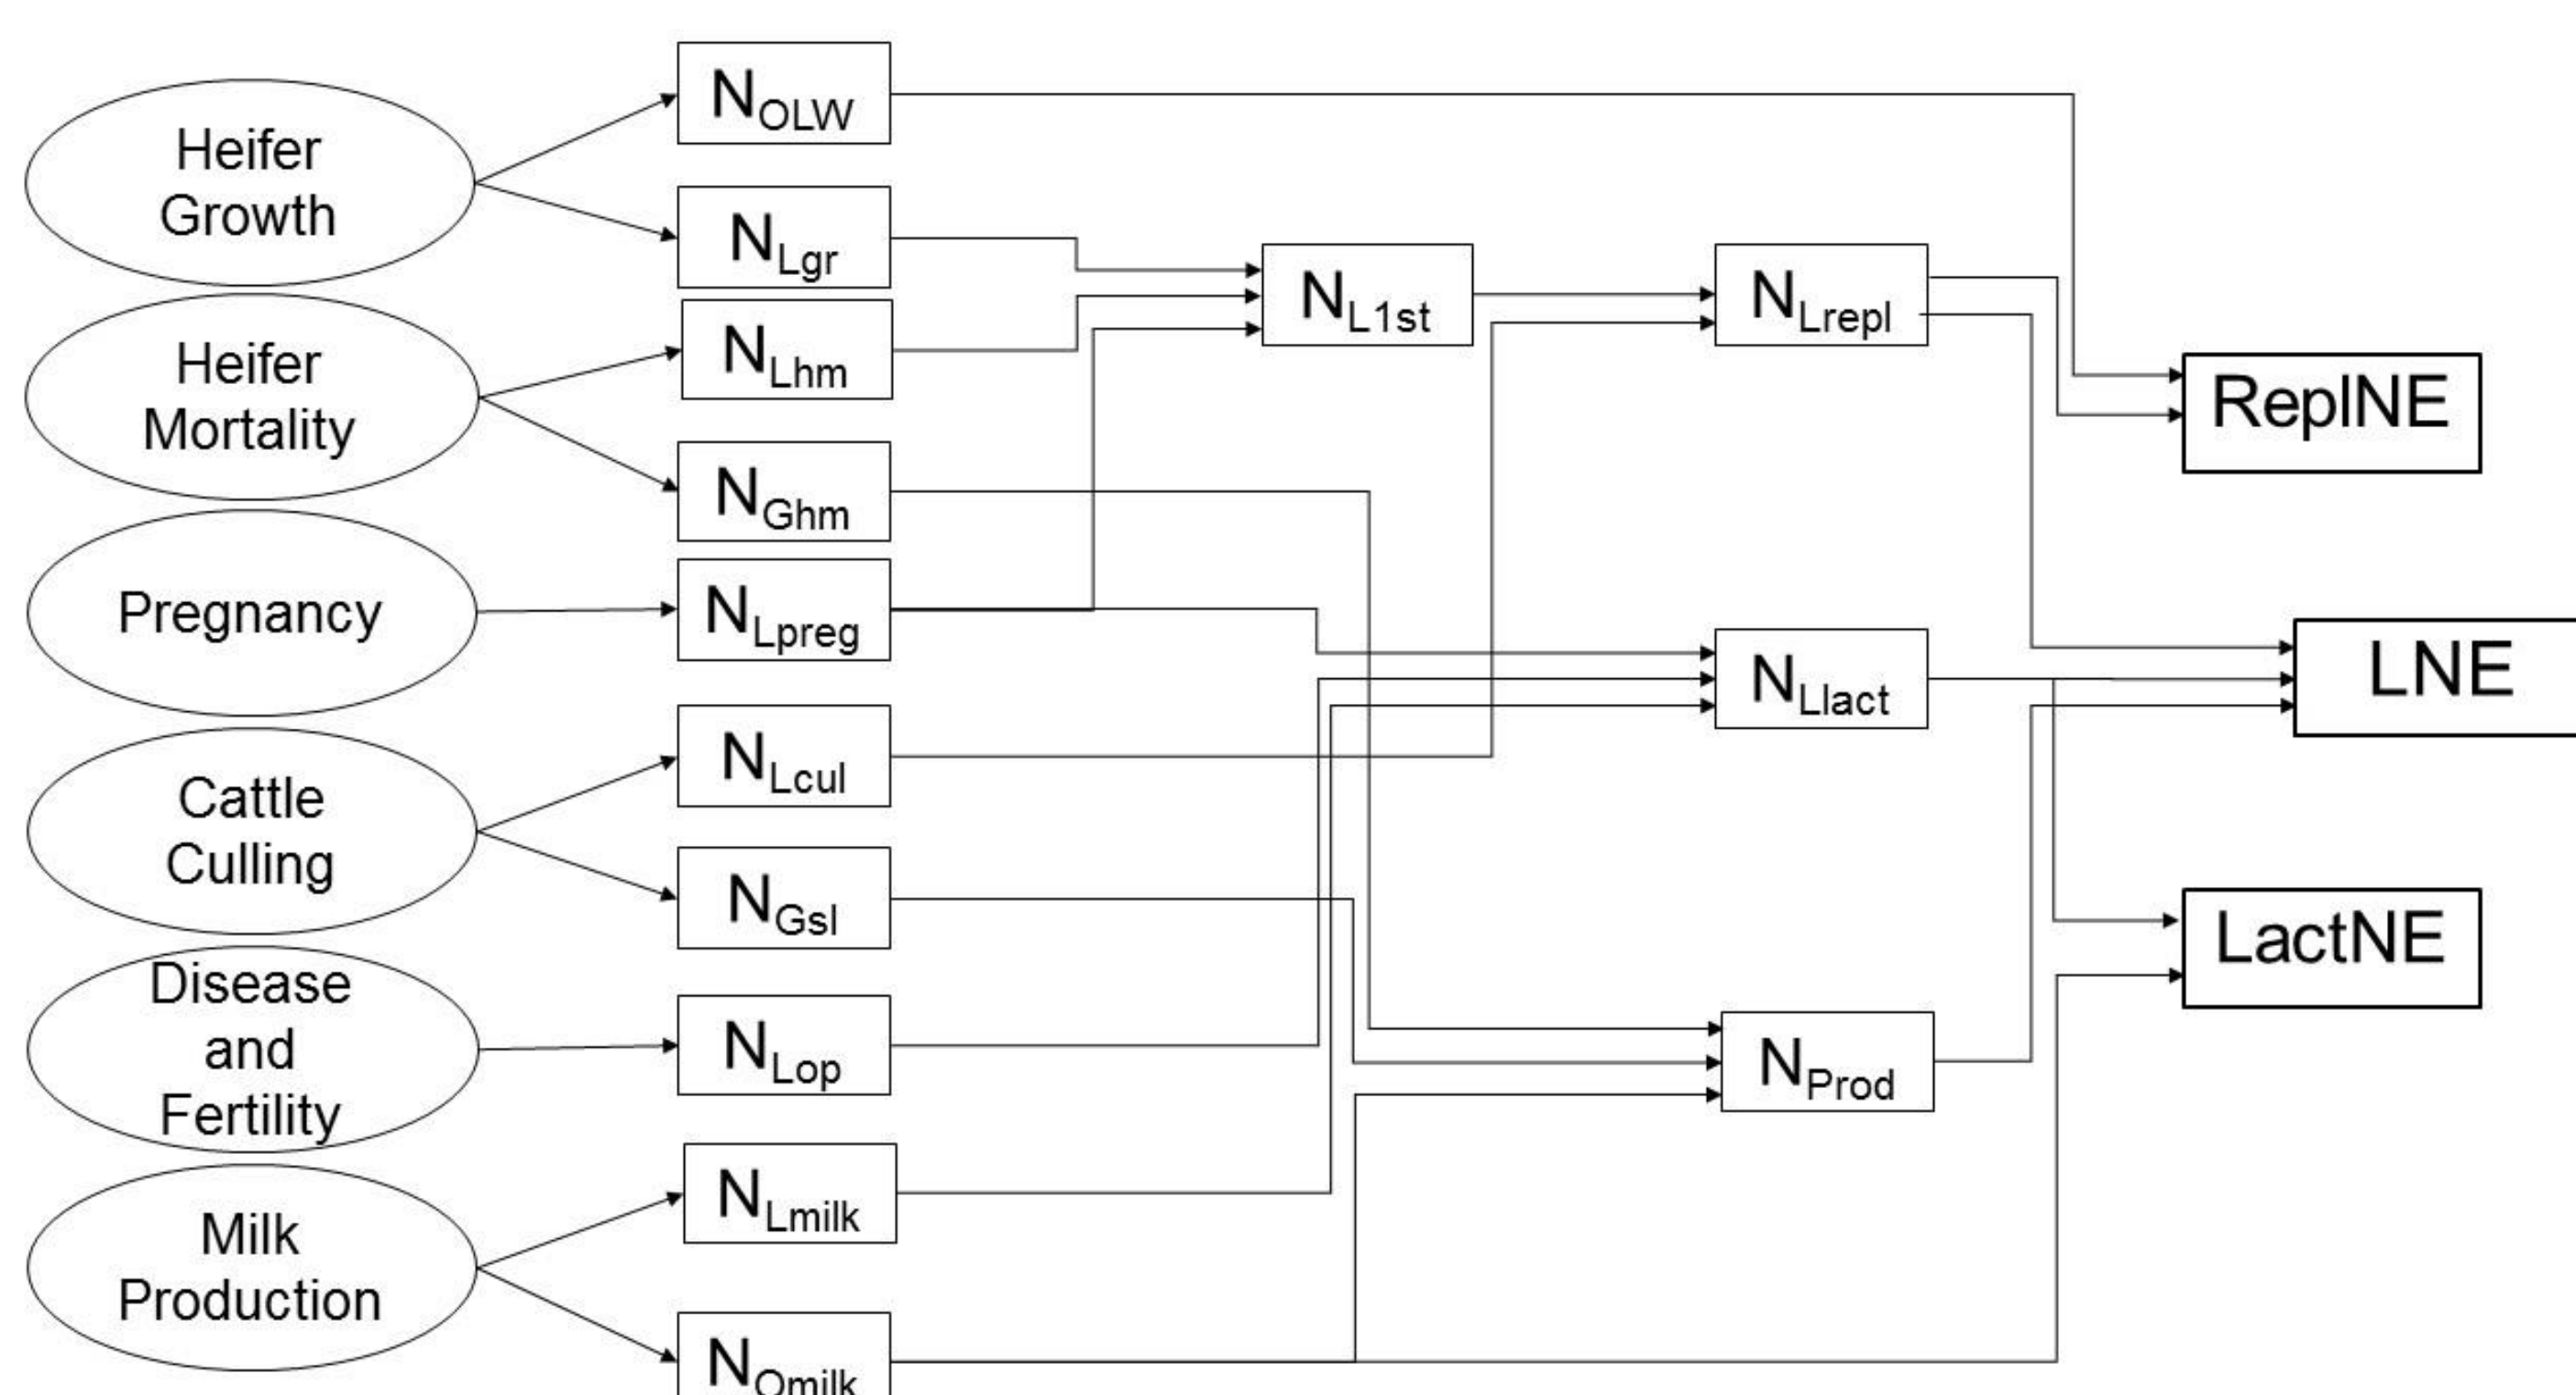 Heifer
Growth
Heifer
Mortality
Pregnancy
Cattle
Culling
Disease
and
Fertility
Milk
Production
NOLW
NLgr
NLhm
NGhm
NLpreg
NLcul
NGsl
NLop
NLmilk
NOmilk
NL1st
NLrepl
NLlact
NProd
ReplNE
LNE
LactNE